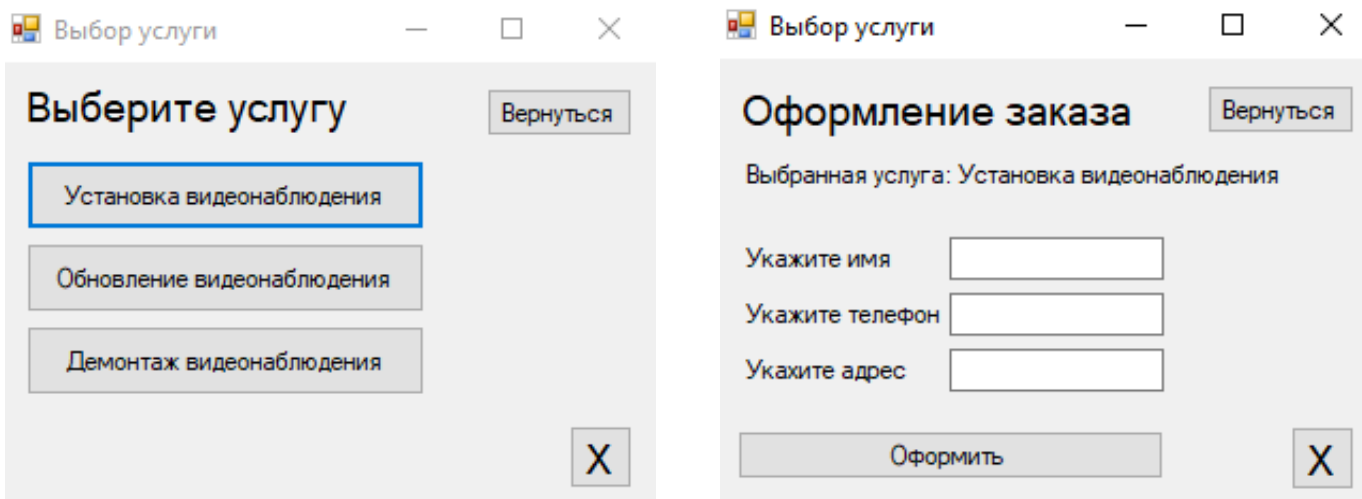 Выбор услуги
Выберите услугу
Вернуться
Установка видеонаблюдения
Обновление видеонаблюдения
Демонтаж видеонаблюдения
X
Выбор услуги
Оформление заказа
Вернуться
Выбранная услуга: Установка видеонаблюдения
Укажите имя
Укажите телефон
Укахите адрес
Оформить
X